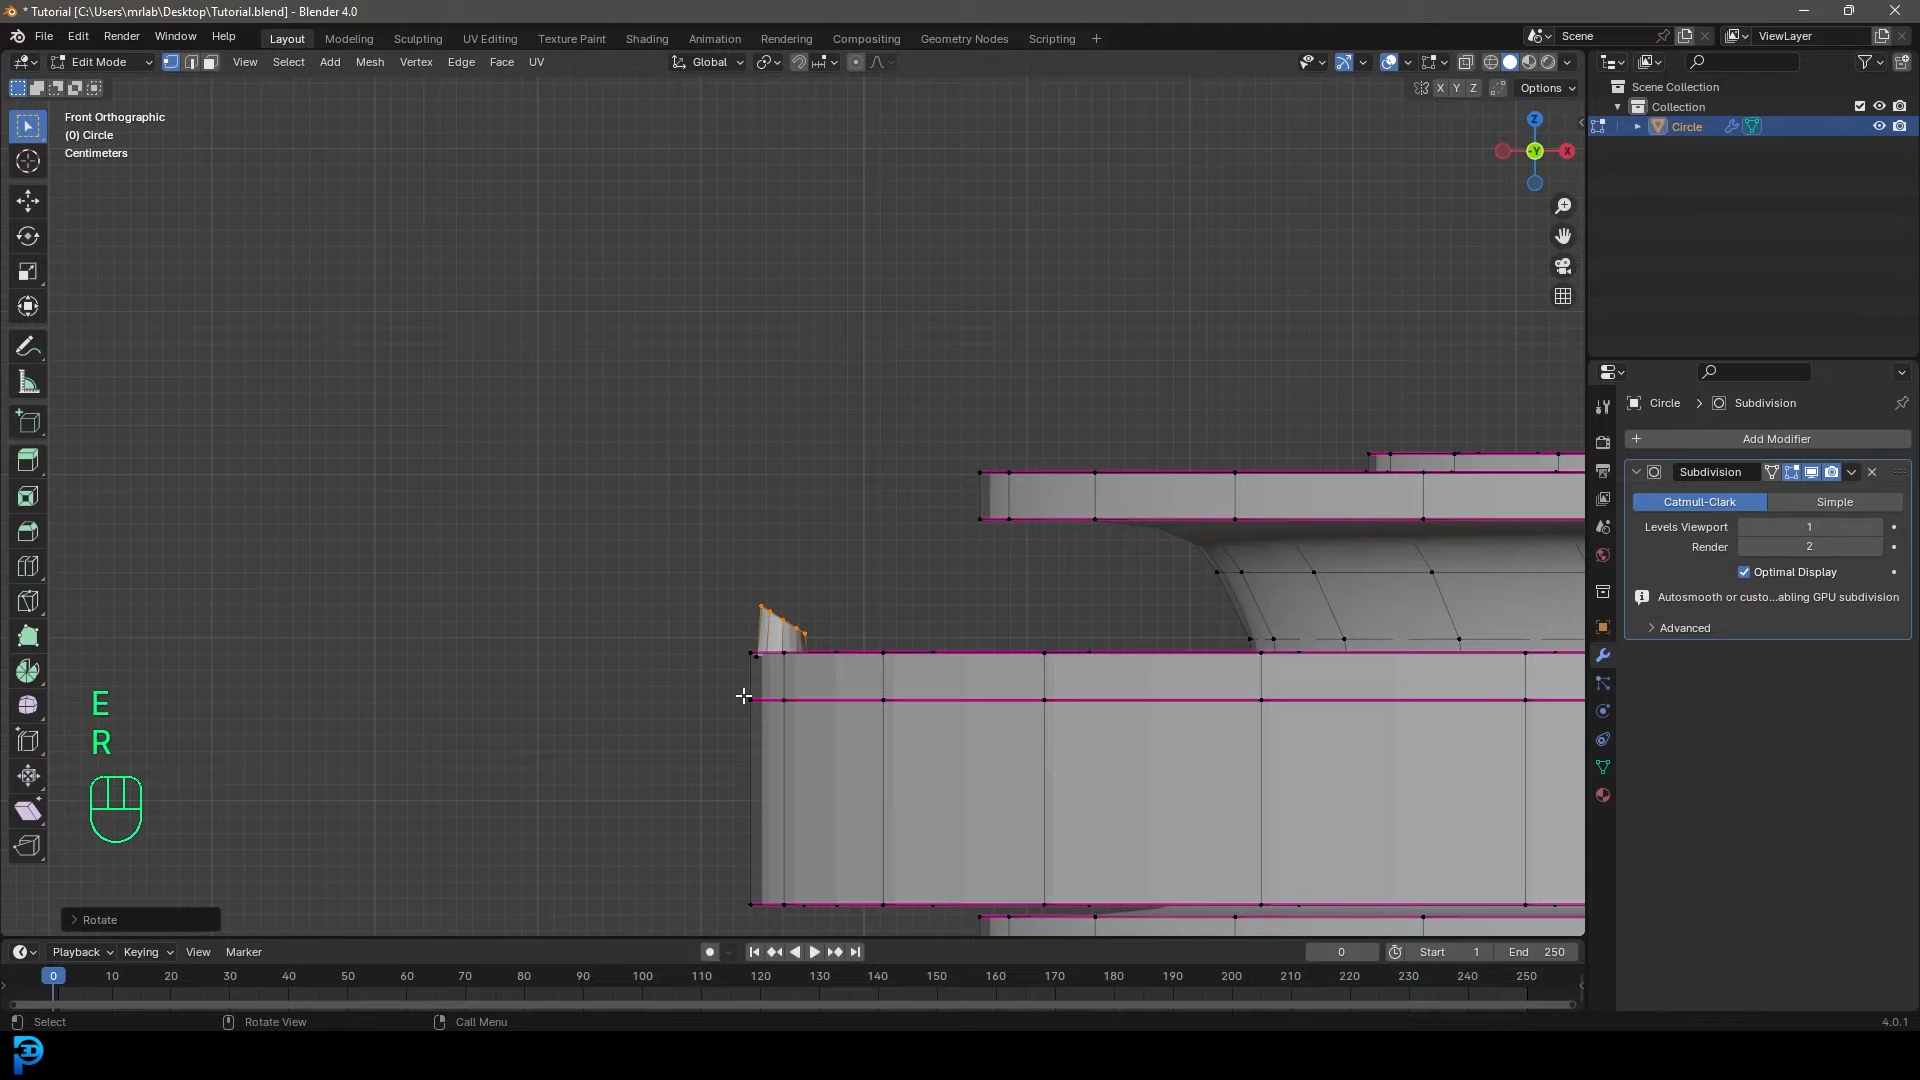 * Tutorial [C:\Users\mrlab\Desktop\Tutorial.blend] - Blender 4.0
File Edit Render Window Help
Layout Modeling Sculpting UV Editing Texture Paint Shading Animation Rendering Compositing Geometry Nodes Scripting +
Scene
ViewLayer
Edit Mode
View Select Add Mesh Vertex Edge Face UV
Global
X Y Z
Options
Front Orthographic
(0) Circle
Centimeters
Z
-Y
X
E
R
Rotate
Scene Collection
Collection
Circle
Circle > Subdivision
+ Add Modifier
Subdivision
Catmull-Clark Simple
Levels Viewport 1
Render 2
Optimal Display
Autosmooth or custo...abling GPU subdivision
Advanced
Playback Keying View Marker
0
Start 1
End 250
0 10 20 30 40 50 60 70 80 90 100 110 120 130 140 150 160 170 180 190 200 210 220 230 240 250
Select
Rotate View
Call Menu
4.0.1